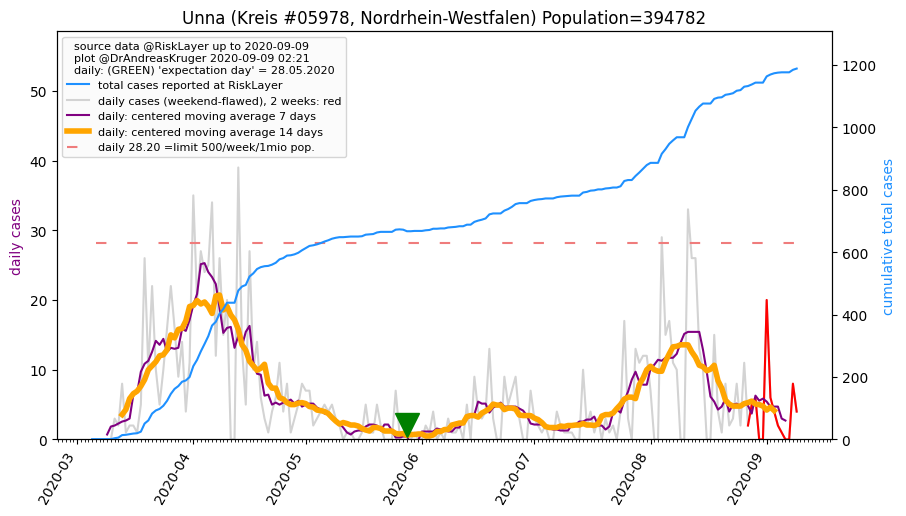 Unna (Kreis #05978, Nordrhein-Westfalen) Population=394782
source data @RiskLayer up to 2020-09-09
plot @DrAndreasKruger 2020-09-09 02:21
daily: (GREEN) 'expectation day' = 28.05.2020
total cases reported at RiskLayer
daily cases (weekend-flawed), 2 weeks: red
daily: centered moving average 7 days
daily: centered moving average 14 days
daily 28.20 =limit 500/week/1mio pop.
daily cases
50
40
30
20
10
0
cumulative total cases
1200
1000
800
600
400
200
0
2020-03
2020-04
2020-05
2020-06
2020-07
2020-08
2020-09